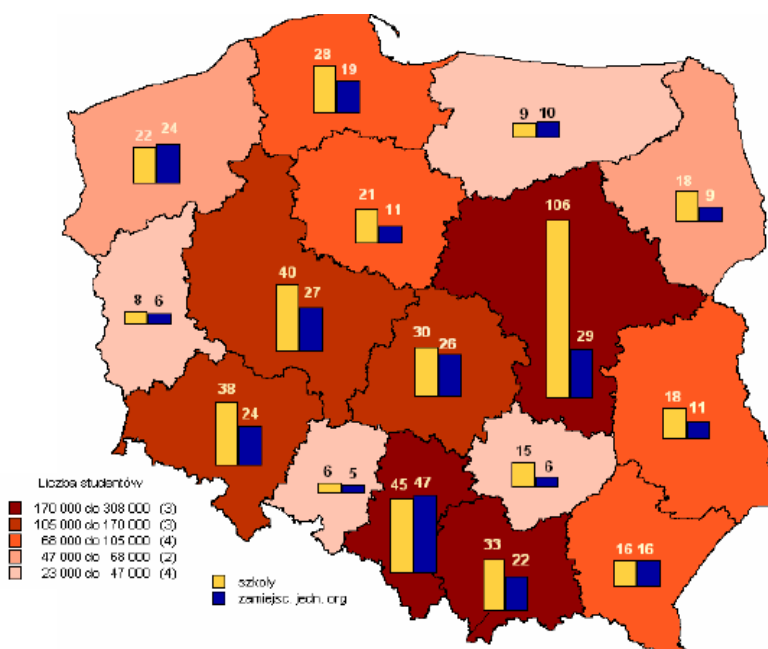 28 19
9 10
22 24
18 9
21 11
106 29
8 6
40 27
30 26
38 24
18 11
15 6
6 5
45 47
33 22
16 16
Liczba studentów
170 000 do 308 000 (3)
105 000 do 170 000 (3)
68 000 do 105 000 (4)
47 000 do 68 000 (2)
23 000 do 47 000 (4)
szkoły
zamiejsc. jedn. org